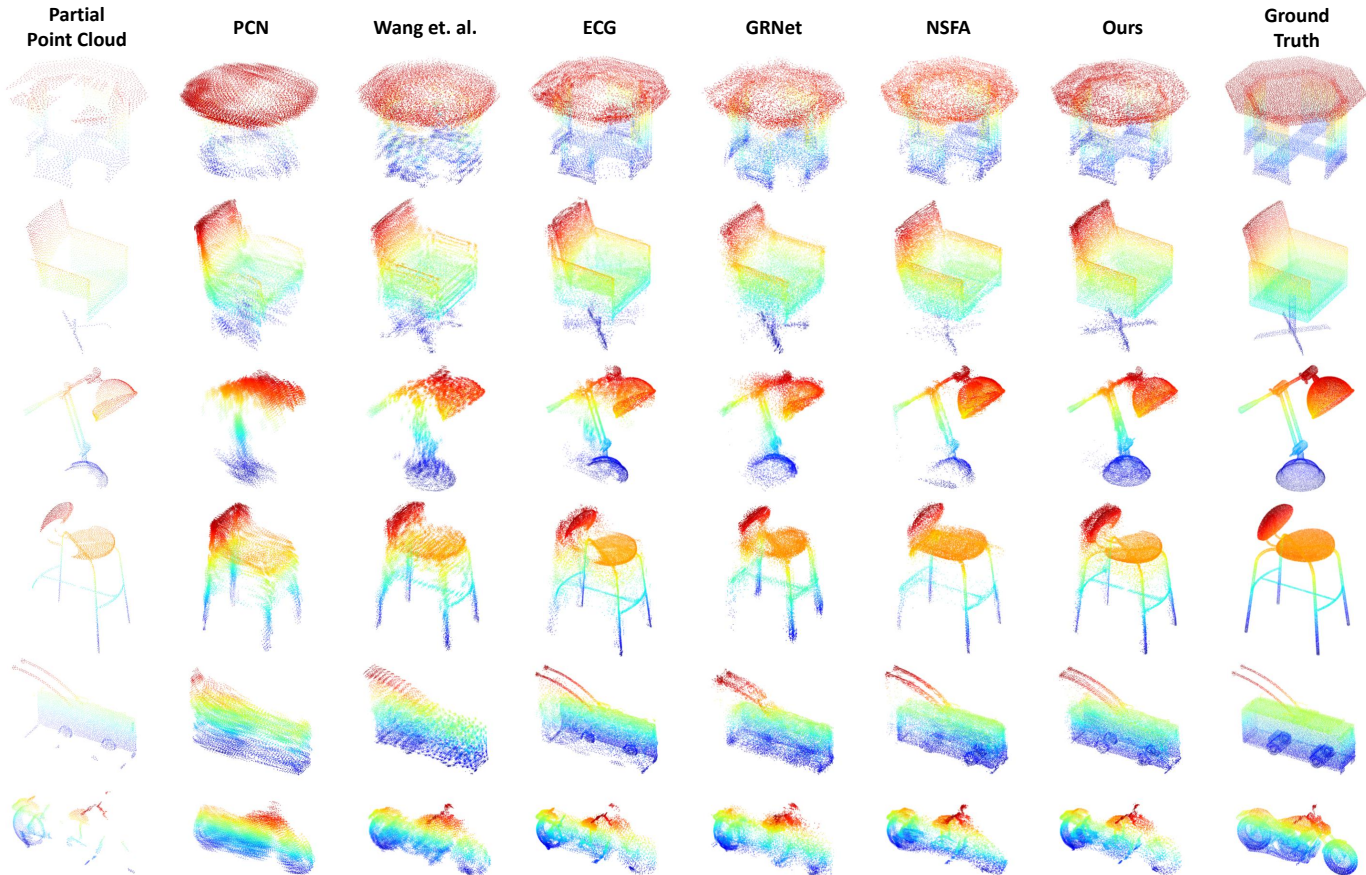 Partial
Point Cloud
PCN
Wang et. al.
ECG
GRNet
NSFA
Ours
Ground
Truth